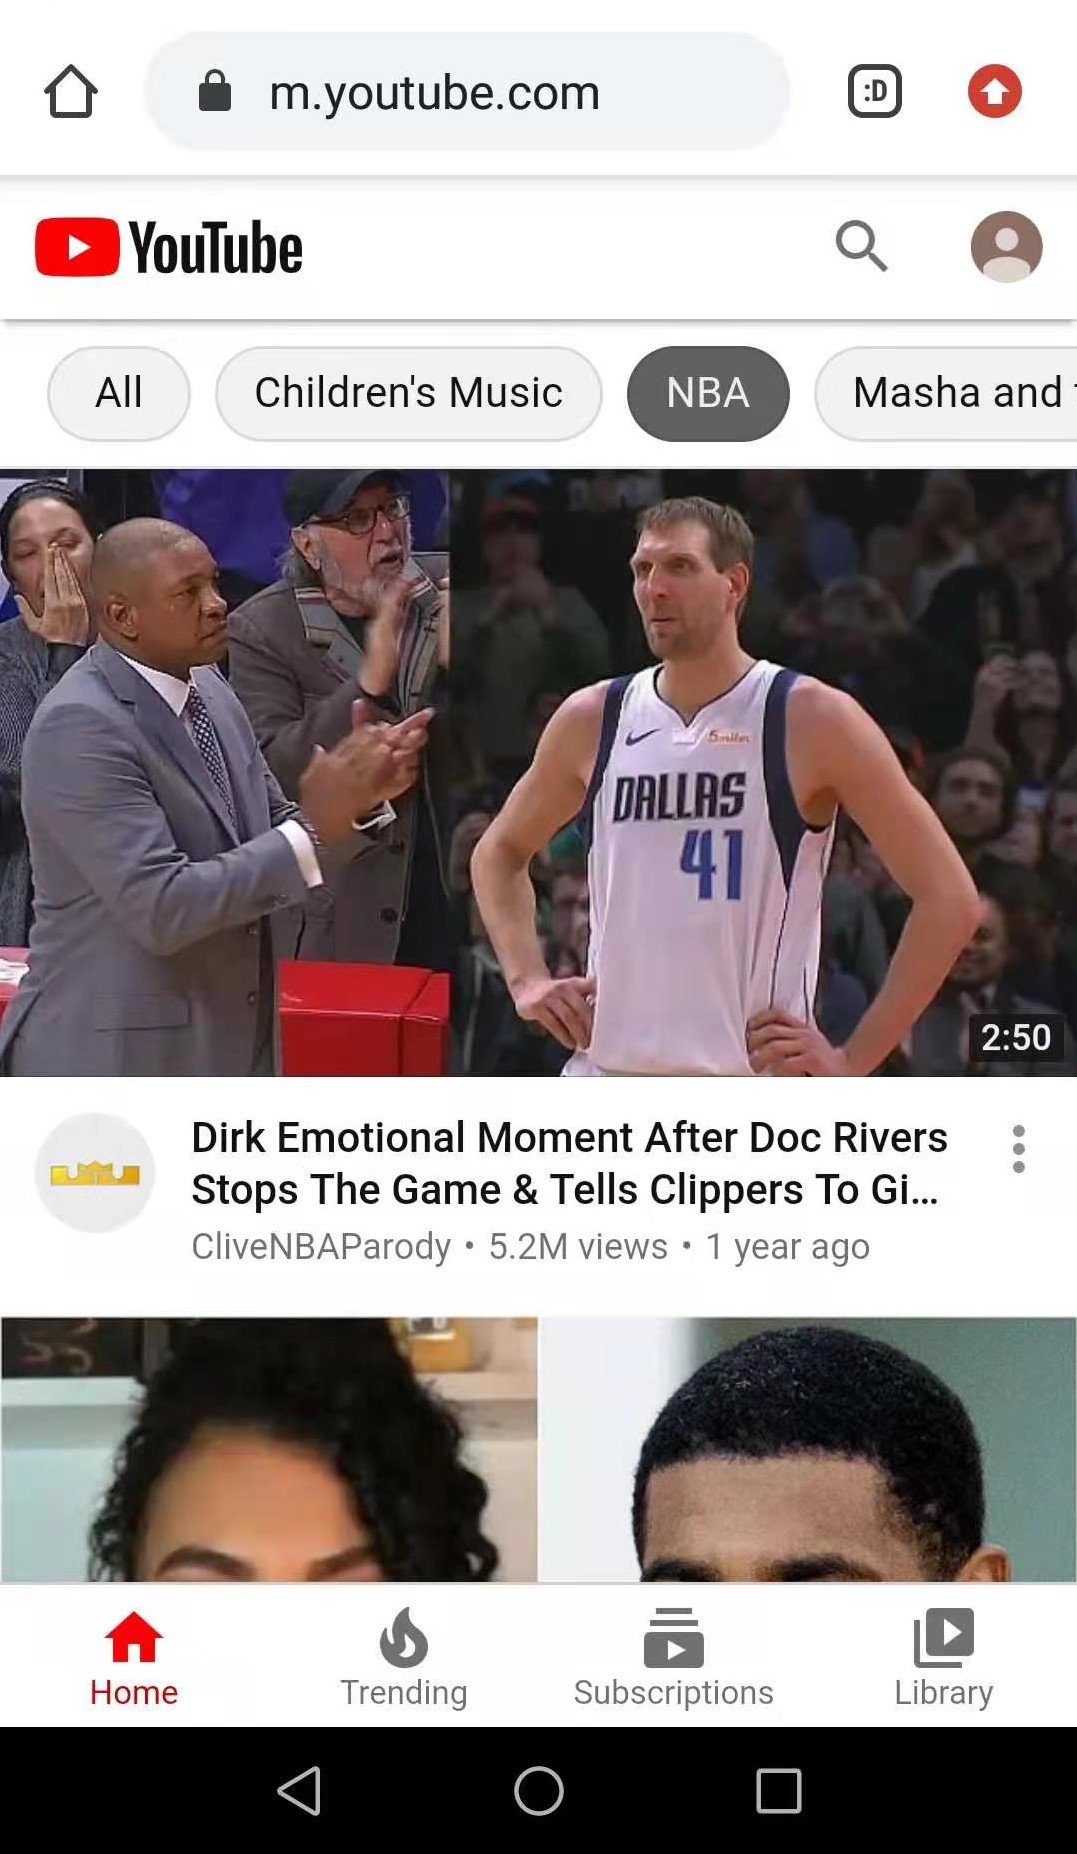 m.youtube.com
:D
YouTube
All
Children's Music
NBA
Masha and
5miles
DALLAS
41
2:50
Dirk Emotional Moment After Doc Rivers
Stops The Game & Tells Clippers To Gi...
CliveNBAParody • 5.2M views • 1 year ago
Home
Trending
Subscriptions
Library